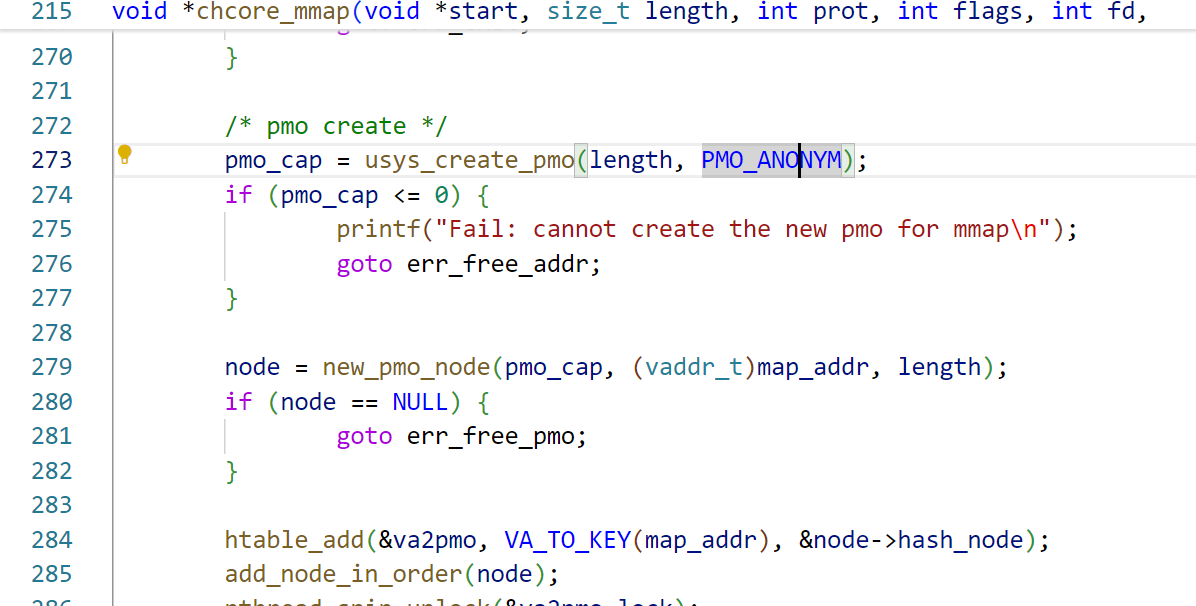 215 void *chcore_mmap(void *start, size_t length, int prot, int flags, int fd,
270 }
271
272 /* pmo create */
273 pmo_cap = usys_create_pmo(length, PMO_ANONYM);
274 if (pmo_cap <= 0) {
275 printf("Fail: cannot create the new pmo for mmap\n");
276 goto err_free_addr;
277 }
278
279 node = new_pmo_node(pmo_cap, (vaddr_t)map_addr, length);
280 if (node == NULL) {
281 goto err_free_pmo;
282 }
283
284 htable_add(&va2pmo, VA_TO_KEY(map_addr), &node->hash_node);
285 add_node_in_order(node);
286 pthread_spin_unlock(&va2pmo_lock);